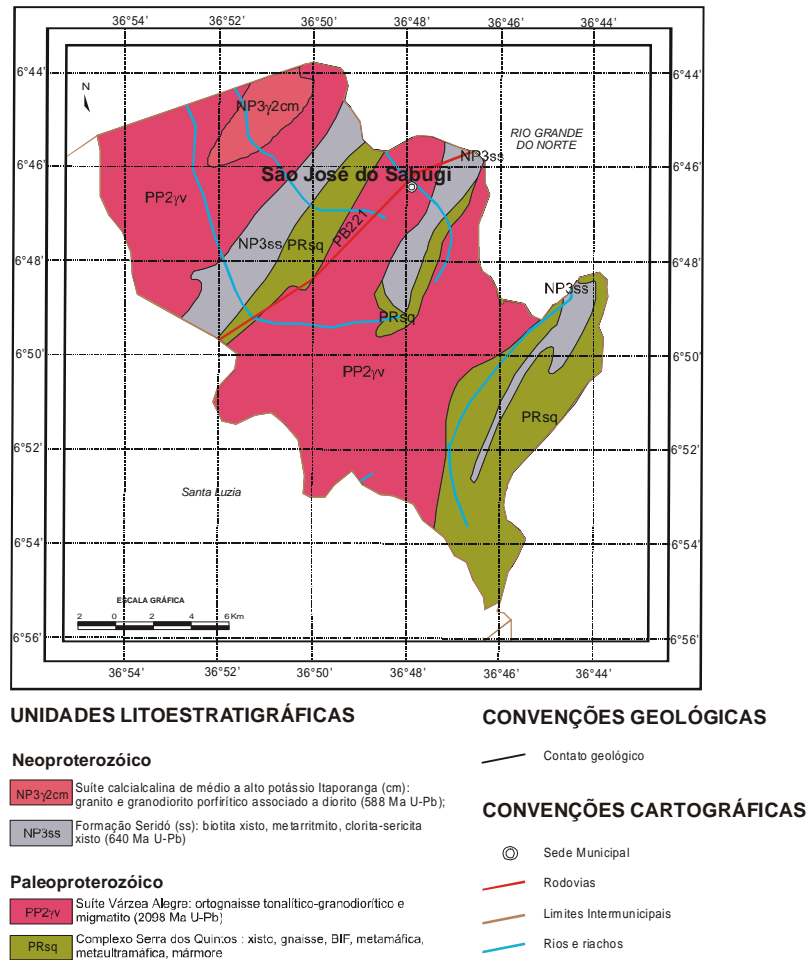 36°54' 36°52' 36°50' 36°48' 36°46' 36°44'
6°44' 6°44'
N
NP3γ2cm
RIO GRANDE
DO NORTE
NP3ss
6°46' 6°46'
São José do Sabugi
PP2γv
PB221
NP3ss PRsq
6°48' 6°48'
NP3ss
PRsq
6°50' 6°50'
PP2γv
PRsq
6°52' 6°52'
Santa Luzia
6°54' 6°54'
ESCALA GRÁFICA
2 0 2 4 6 Km
6°56' 6°56'
36°54' 36°52' 36°50' 36°48' 36°46' 36°44'
UNIDADES LITOESTRATIGRÁFICAS
Neoproterozóico
NP3γ2cm
Suíte calcialcalina de médio a alto potássio Itaporanga (cm):
granito e granodiorito porfirítico associado a diorito (588 Ma U-Pb);
NP3ss
Formação Seridó (ss): biotita xisto, metarritmito, clorita-sericita
xisto (640 Ma U-Pb)
Paleoproterozóico
PP2γv
Suíte Várzea Alegre: ortognaisse tonalítico-granodiorítico e
migmatito (2098 Ma U-Pb)
PRsq
Complexo Serra dos Quintos : xisto, gnaisse, BIF, metamáfica,
metaultramáfica, mármore
CONVENÇÕES GEOLÓGICAS
Contato geológico
CONVENÇÕES CARTOGRÁFICAS
Sede Municipal
Rodovias
Limites Intermunicipais
Rios e riachos